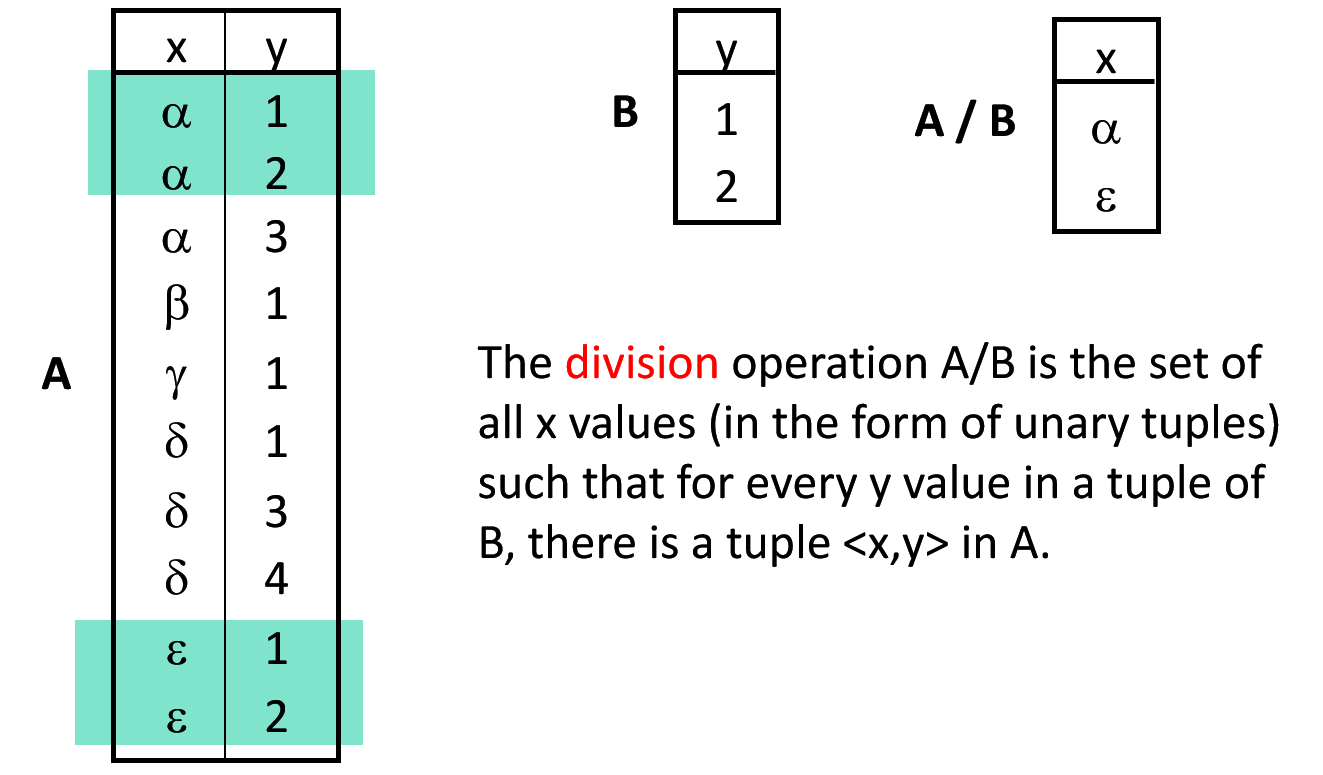 x y
α 1
α 2
α 3
β 1
γ 1
δ 1
δ 3
δ 4
ε 1
ε 2
A
B
y
1
2
A / B
x
α
ε
The division operation A/B is the set of
all x values (in the form of unary tuples)
such that for every y value in a tuple of
B, there is a tuple <x,y> in A.